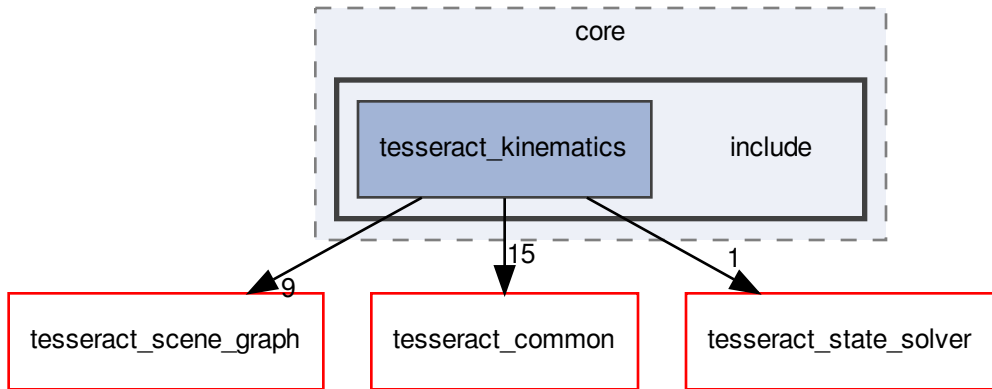 core
tesseract_kinematics
include
9
15
1
tesseract_scene_graph
tesseract_common
tesseract_state_solver